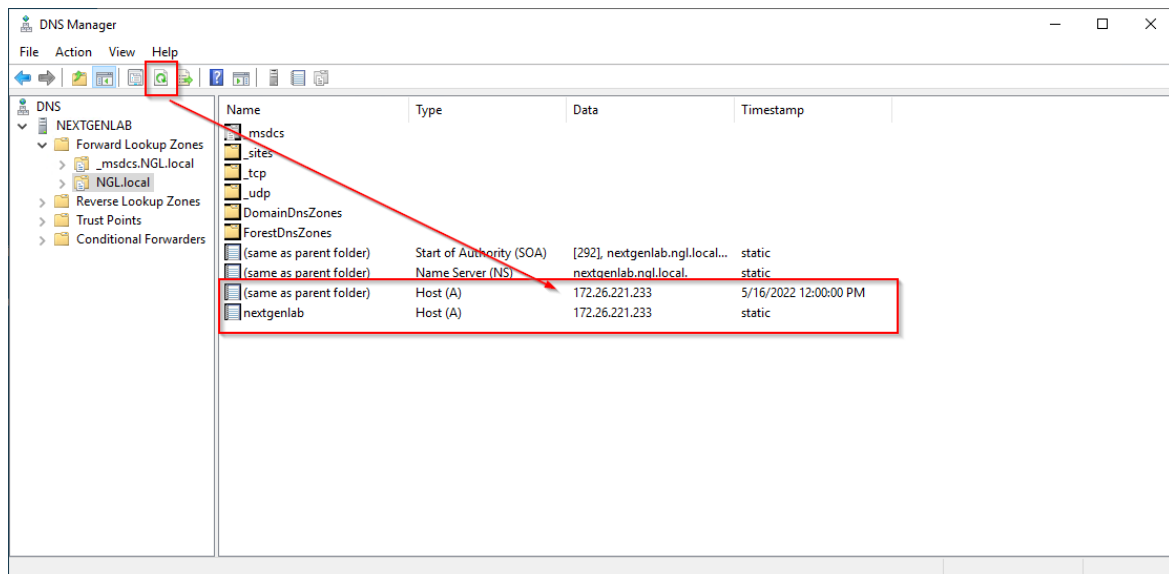 DNS Manager
File Action View Help
DNS
NEXTGENLAB
Forward Lookup Zones
_msdcs.NGL.local
NGL.local
Reverse Lookup Zones
Trust Points
Conditional Forwarders
Name Type Data Timestamp
_msdcs
_sites
_tcp
_udp
DomainDnsZones
ForestDnsZones
(same as parent folder) Start of Authority (SOA) [292], nextgenlab.ngl.local... static
(same as parent folder) Name Server (NS) nextgenlab.ngl.local. static
(same as parent folder) Host (A) 172.26.221.233 5/16/2022 12:00:00 PM
nextgenlab Host (A) 172.26.221.233 static